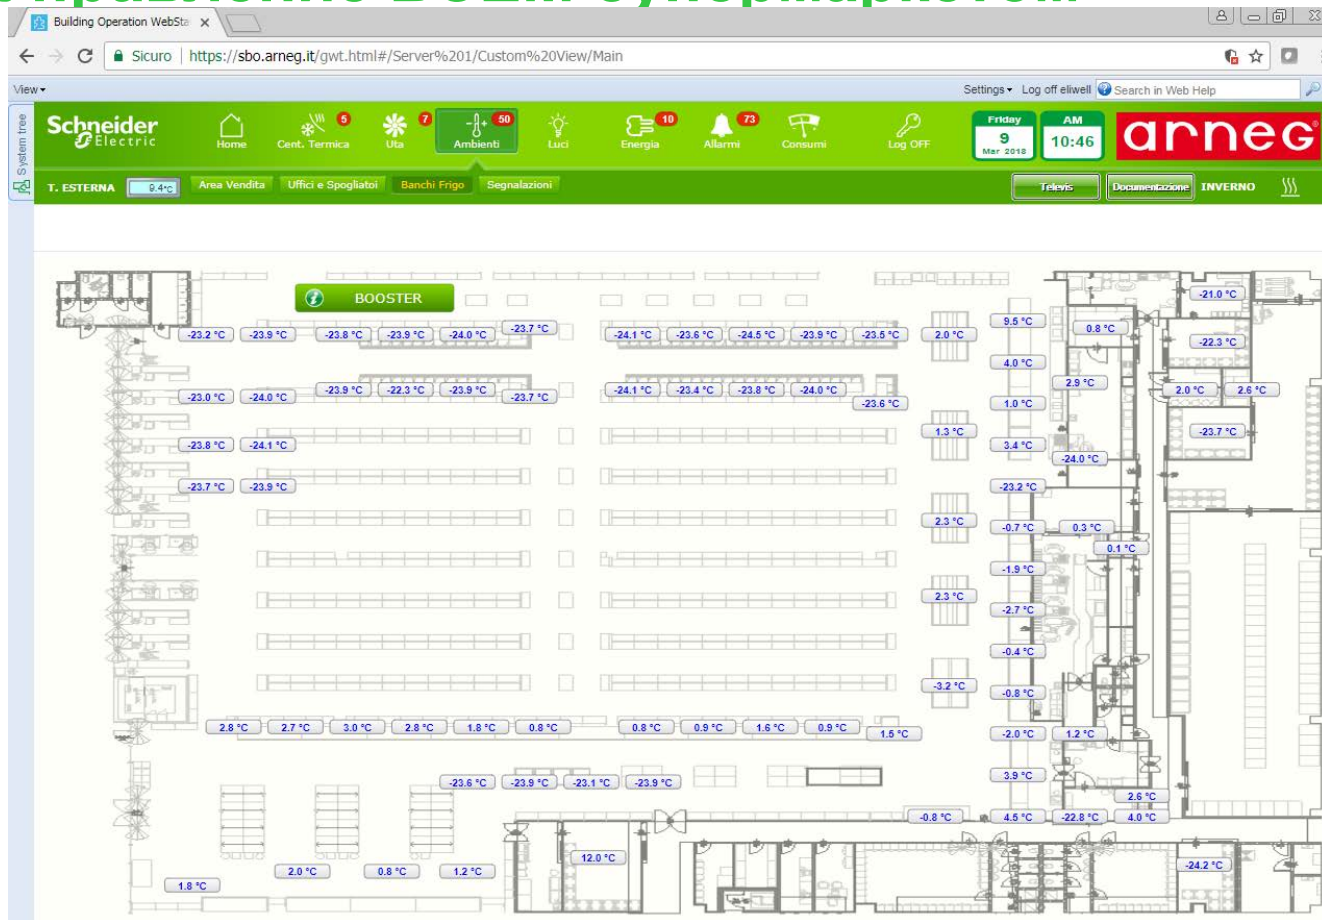 Building Operation WebSta
Sicuro https://sbo.arneg.it/gwt.html#/Server%201/Custom%20View/Main
View
Settings Log off eliwell Search in Web Help
System tree
Schneider
Electric
Home
Cent. Termica 5
Uta 7
Ambienti 50
Luci
Energia 10
Allarmi 73
Consumi
Log OFF
Friday
9
Mar 2018
AM
10:46
arneg
T. ESTERNA 9.4°C Area Vendita Uffici e Spogliatoi Banchi Frigo Segnalazioni Televis Documentazione INVERNO
BOOSTER -21.0 °C
-23.2 °C -23.9 °C -23.8 °C -23.9 °C -24.0 °C -23.7 °C -24.1 °C -23.6 °C -24.5 °C -23.9 °C -23.5 °C 2.0 °C 9.5 °C 0.8 °C
-22.3 °C
4.0 °C
2.9 °C
-23.0 °C -24.0 °C -23.9 °C -22.3 °C -23.9 °C -23.7 °C -24.1 °C -23.4 °C -23.8 °C -24.0 °C -23.6 °C 1.0 °C 2.0 °C 2.6 °C
1.3 °C -23.7 °C
-23.8 °C -24.1 °C 3.4 °C
-24.0 °C
-23.7 °C -23.9 °C -23.2 °C
2.3 °C -0.7 °C 0.3 °C
0.1 °C
-1.9 °C
2.3 °C
-2.7 °C
-0.4 °C
-3.2 °C -0.8 °C
2.8 °C 2.7 °C 3.0 °C 2.8 °C 1.8 °C 0.8 °C 0.8 °C 0.9 °C 1.6 °C 0.9 °C 1.5 °C -2.0 °C 1.2 °C
-23.6 °C -23.9 °C -23.1 °C -23.9 °C 3.9 °C
2.6 °C
-0.8 °C 4.5 °C -22.8 °C 4.0 °C
12.0 °C
-24.2 °C
2.0 °C 0.8 °C 1.2 °C
1.8 °C